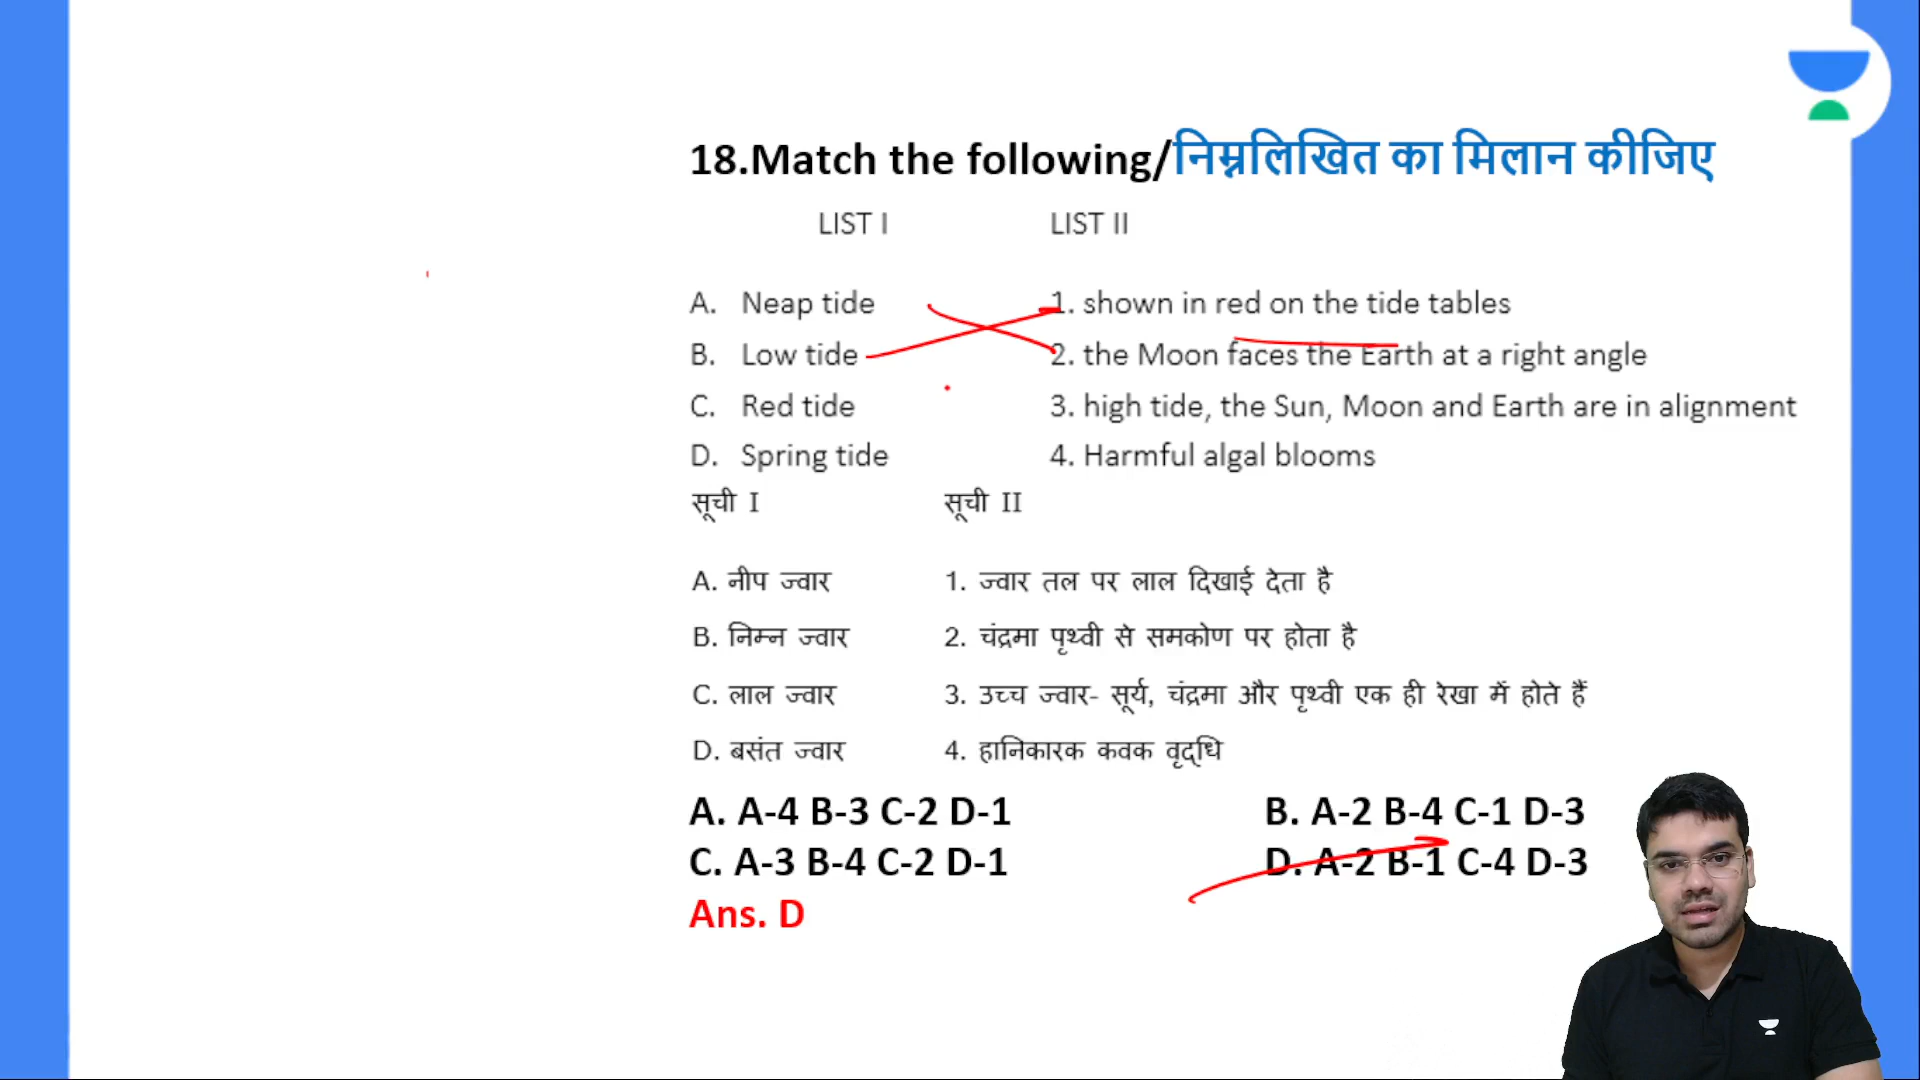 18.Match the following/निम्नलिखित का मिलान कीजिए
LIST I LIST II
A. Neap tide 1. shown in red on the tide tables
B. Low tide 2. the Moon faces the Earth at a right angle
C. Red tide 3. high tide, the Sun, Moon and Earth are in alignment
D. Spring tide 4. Harmful algal blooms
सूची I सूची II
A. नीप ज्वार 1. ज्वार तल पर लाल दिखाई देता है
B. निम्न ज्वार 2. चंद्रमा पृथ्वी से समकोण पर होता है
C. लाल ज्वार 3. उच्च ज्वार- सूर्य, चंद्रमा और पृथ्वी एक ही रेखा में होते हैं
D. बसंत ज्वार 4. हानिकारक कवक वृद्धि
A. A-4 B-3 C-2 D-1 B. A-2 B-4 C-1 D-3
C. A-3 B-4 C-2 D-1 D. A-2 B-1 C-4 D-3
Ans. D